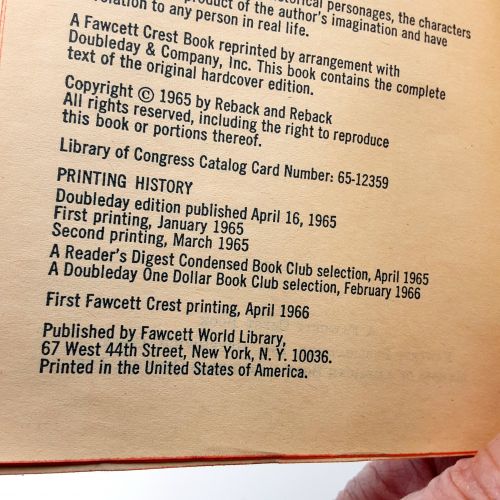 historical personages, the characters
product of the author's imagination and have
relation to any person in real life.
A Fawcett Crest Book reprinted by arrangement with
Doubleday & Company, Inc. This book contains the complete
text of the original hardcover edition.
Copyright © 1965 by Reback and Reback
All rights reserved, including the right to reproduce
this book or portions thereof.
Library of Congress Catalog Card Number: 65-12359
PRINTING HISTORY
Doubleday edition published April 16, 1965
First printing, January 1965
Second printing, March 1965
A Reader's Digest Condensed Book Club selection, April 1965
A Doubleday One Dollar Book Club selection, February 1966
First Fawcett Crest printing, April 1966
Published by Fawcett World Library,
67 West 44th Street, New York, N. Y. 10036.
Printed in the United States of America.